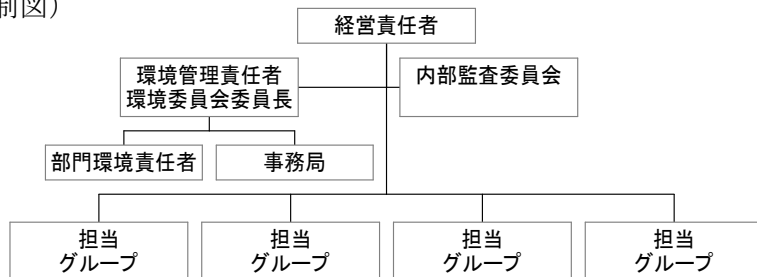 制図）
経営責任者
環境管理責任者
環境委員会委員長
内部監査委員会
部門環境責任者
事務局
担当
グループ
担当
グループ
担当
グループ
担当
グループ